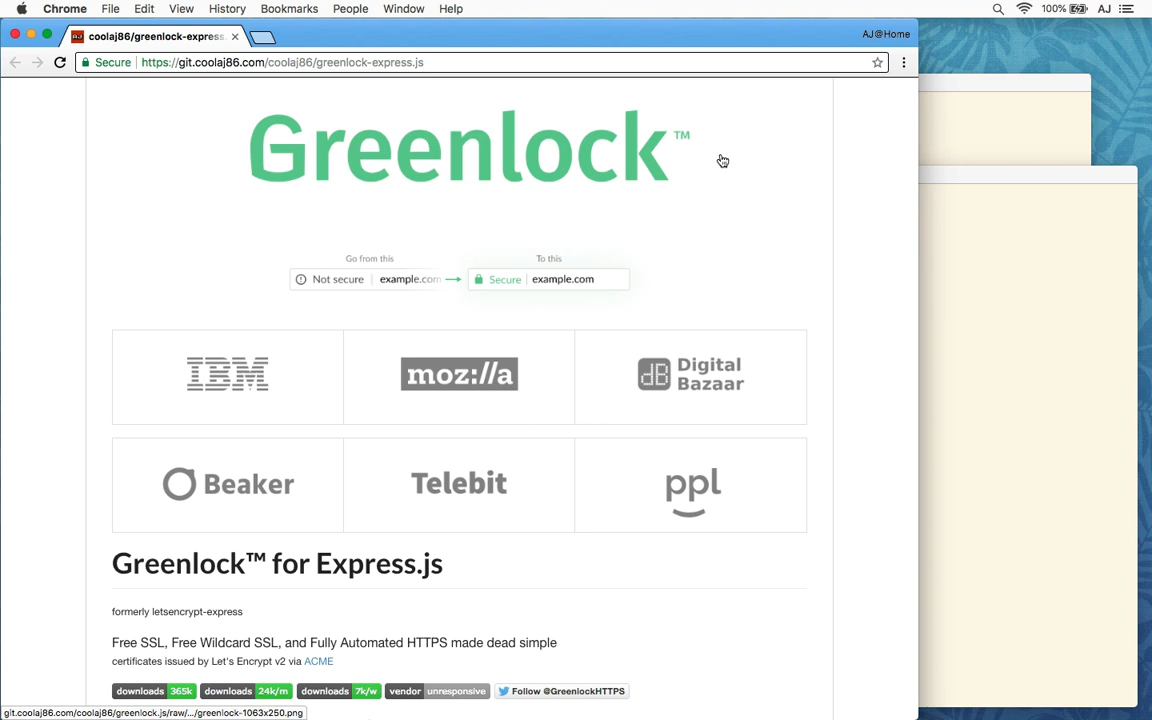 Chrome File Edit View History Bookmarks People Window Help 100% AJ
coolaj86/greenlock-express. AJ@Home
Secure https://git.coolaj86.com/coolaj86/greenlock-express.js
Greenlock™
Go from this To this
Not secure example.com Secure example.com
IBM moz://a dB Digital Bazaar
Beaker Telebit ppl
Greenlock™ for Express.js
formerly letsencrypt-express
Free SSL, Free Wildcard SSL, and Fully Automated HTTPS made dead simple
certificates issued by Let's Encrypt v2 via ACME
downloads 365k downloads 24k/m downloads 7k/w vendor unresponsive Follow @GreenlockHTTPS
git.coolaj86.com/coolaj86/greenlock.js/raw/.../greenlock-1063x250.png